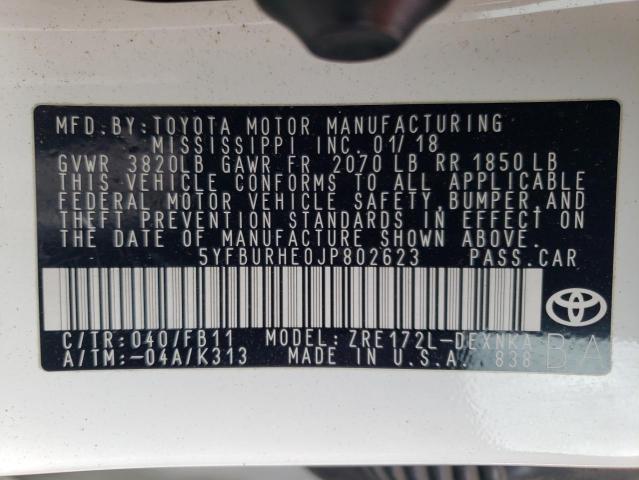 MFD.BY:TOYOTA MOTOR MANUFACTURING
MISSISSIPPI INC. 01/18
GVWR 3820LB GAWR FR 2070 LB RR 1850LB
THIS VEHICLE CONFORMS TO ALL APPLICABLE
FEDERAL MOTOR VEHICLE SAFETY,BUMPER,AND
THEFT PREVENTION STANDARDS IN EFFECT ON
THE DATE OF MANUFACTURE SHOWN ABOVE.
5YFBURHE0JP802623 PASS.CAR
C/TR:040/FB11 MODEL:ZRE172L-DEXNKA
A/TM:-04A/K313 MADE IN U.S.A. 838 BA